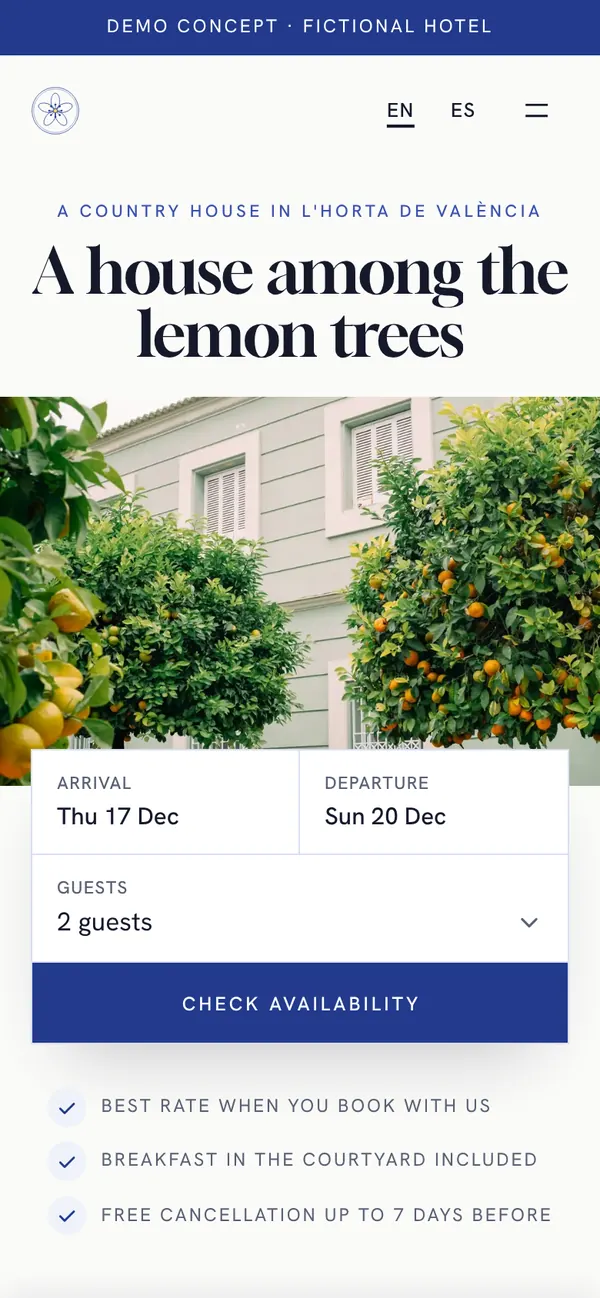 DEMO CONCEPT · FICTIONAL HOTEL
EN ES
A COUNTRY HOUSE IN L'HORTA DE VALÈNCIA
A house among the
lemon trees
ARRIVAL
Thu 17 Dec
DEPARTURE
Sun 20 Dec
GUESTS
2 guests
CHECK AVAILABILITY
BEST RATE WHEN YOU BOOK WITH US
BREAKFAST IN THE COURTYARD INCLUDED
FREE CANCELLATION UP TO 7 DAYS BEFORE